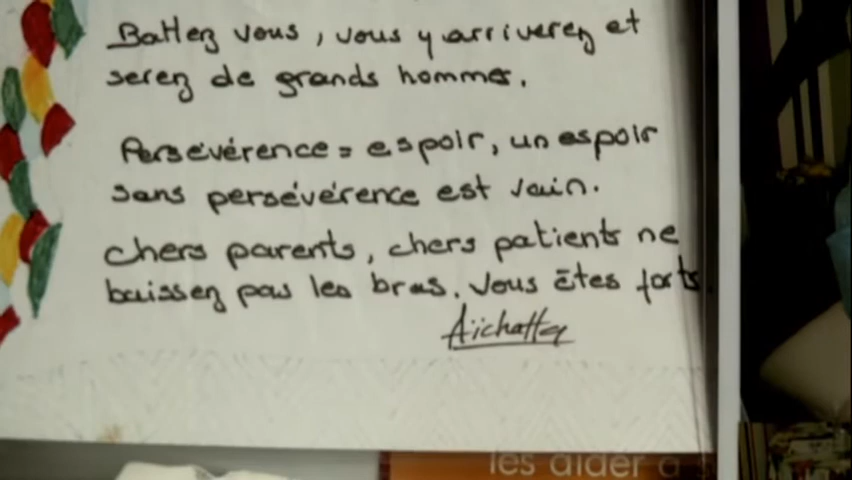 Battez vous, vous y arriverez et
serez de grands hommes.
Persévérence = espoir, un espoir
sans persévérence est vain.
Chers parents, chers patients ne
baissez pas les bras. Vous êtes forts.
Aïchatta
les aider à